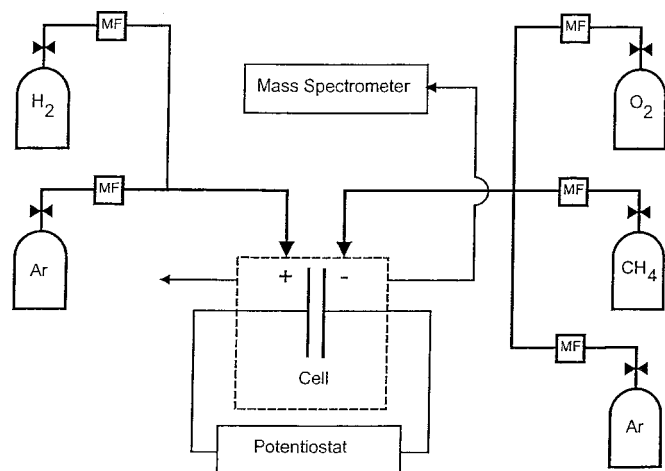 MF
MF
H2
Mass Spectrometer
O2
MF
MF
Ar
+ -
CH4
Cell
MF
Potentiostat
Ar